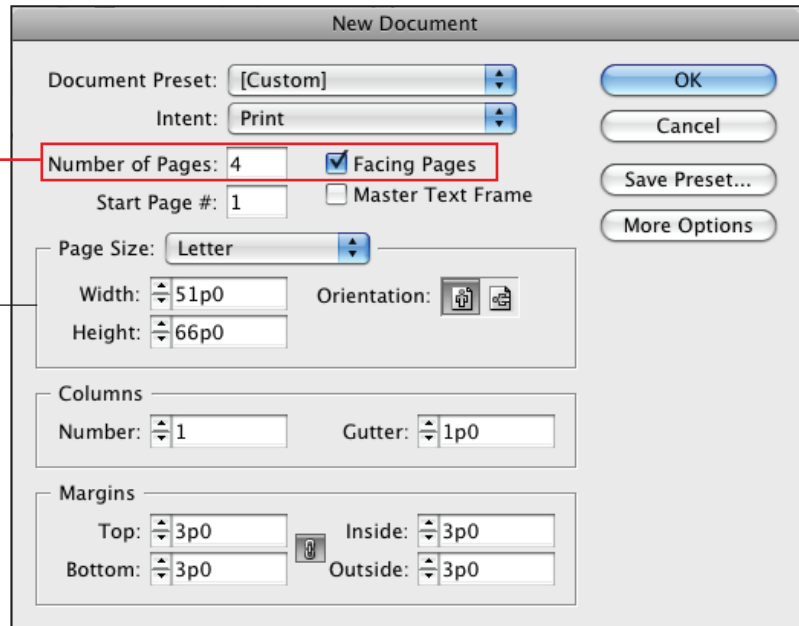 New Document
Document Preset: [Custom]
OK
Intent: Print
Cancel
Number of Pages: 4 Facing Pages
Save Preset...
Start Page #: 1 Master Text Frame
More Options
Page Size: Letter
Width: 51p0 Orientation:
Height: 66p0
Columns
Number: 1 Gutter: 1p0
Margins
Top: 3p0 Inside: 3p0
Bottom: 3p0 Outside: 3p0